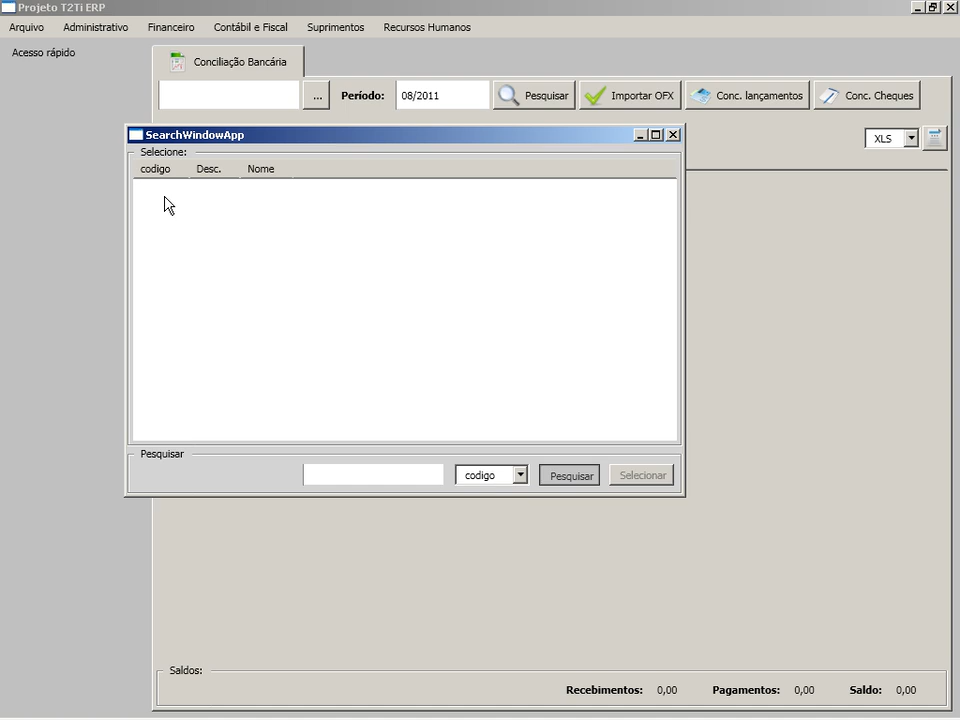 Projeto T2Ti ERP
Arquivo Administrativo Financeiro Contábil e Fiscal Suprimentos Recursos Humanos
Acesso rápido
Conciliação Bancária
... Período: 08/2011 Pesquisar Importar OFX Conc. lançamentos Conc. Cheques
SearchWindowApp
XLS
Selecione:
codigo Desc. Nome
Pesquisar
codigo Pesquisar Selecionar
Saldos:
Recebimentos: 0,00 Pagamentos: 0,00 Saldo: 0,00